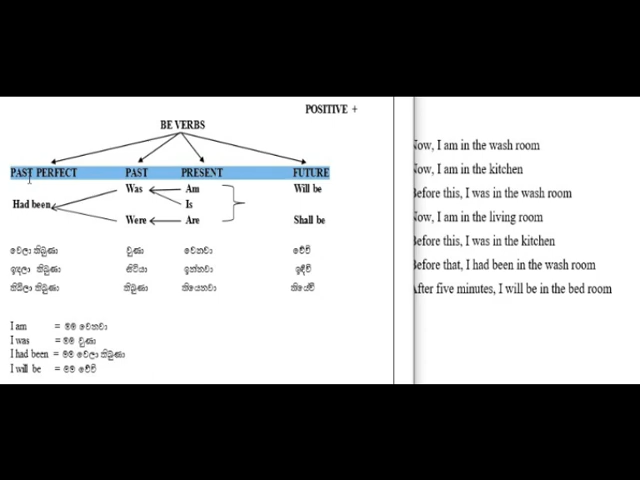 POSITIVE +
BE VERBS
PAST PERFECT PAST PRESENT FUTURE
Was Am Will be
Had been Is
Were Are Shall be
වෙලා තිබුණා වුණා වෙනවා වේවි
ඉඳලා තිබුණා සිටියා ඉන්නවා ඉඳීවි
තිබිලා තිබුණා තිබුණා තියෙනවා තියේවි
I am = මම වෙනවා
I was = මම වුණා
I had been = මම වෙලා තිබුණා
I will be = මම වේවි
Now, I am in the wash room
Now, I am in the kitchen
Before this, I was in the wash room
Now, I am in the living room
Before this, I was in the kitchen
Before that, I had been in the wash room
After five minutes, I will be in the bed room